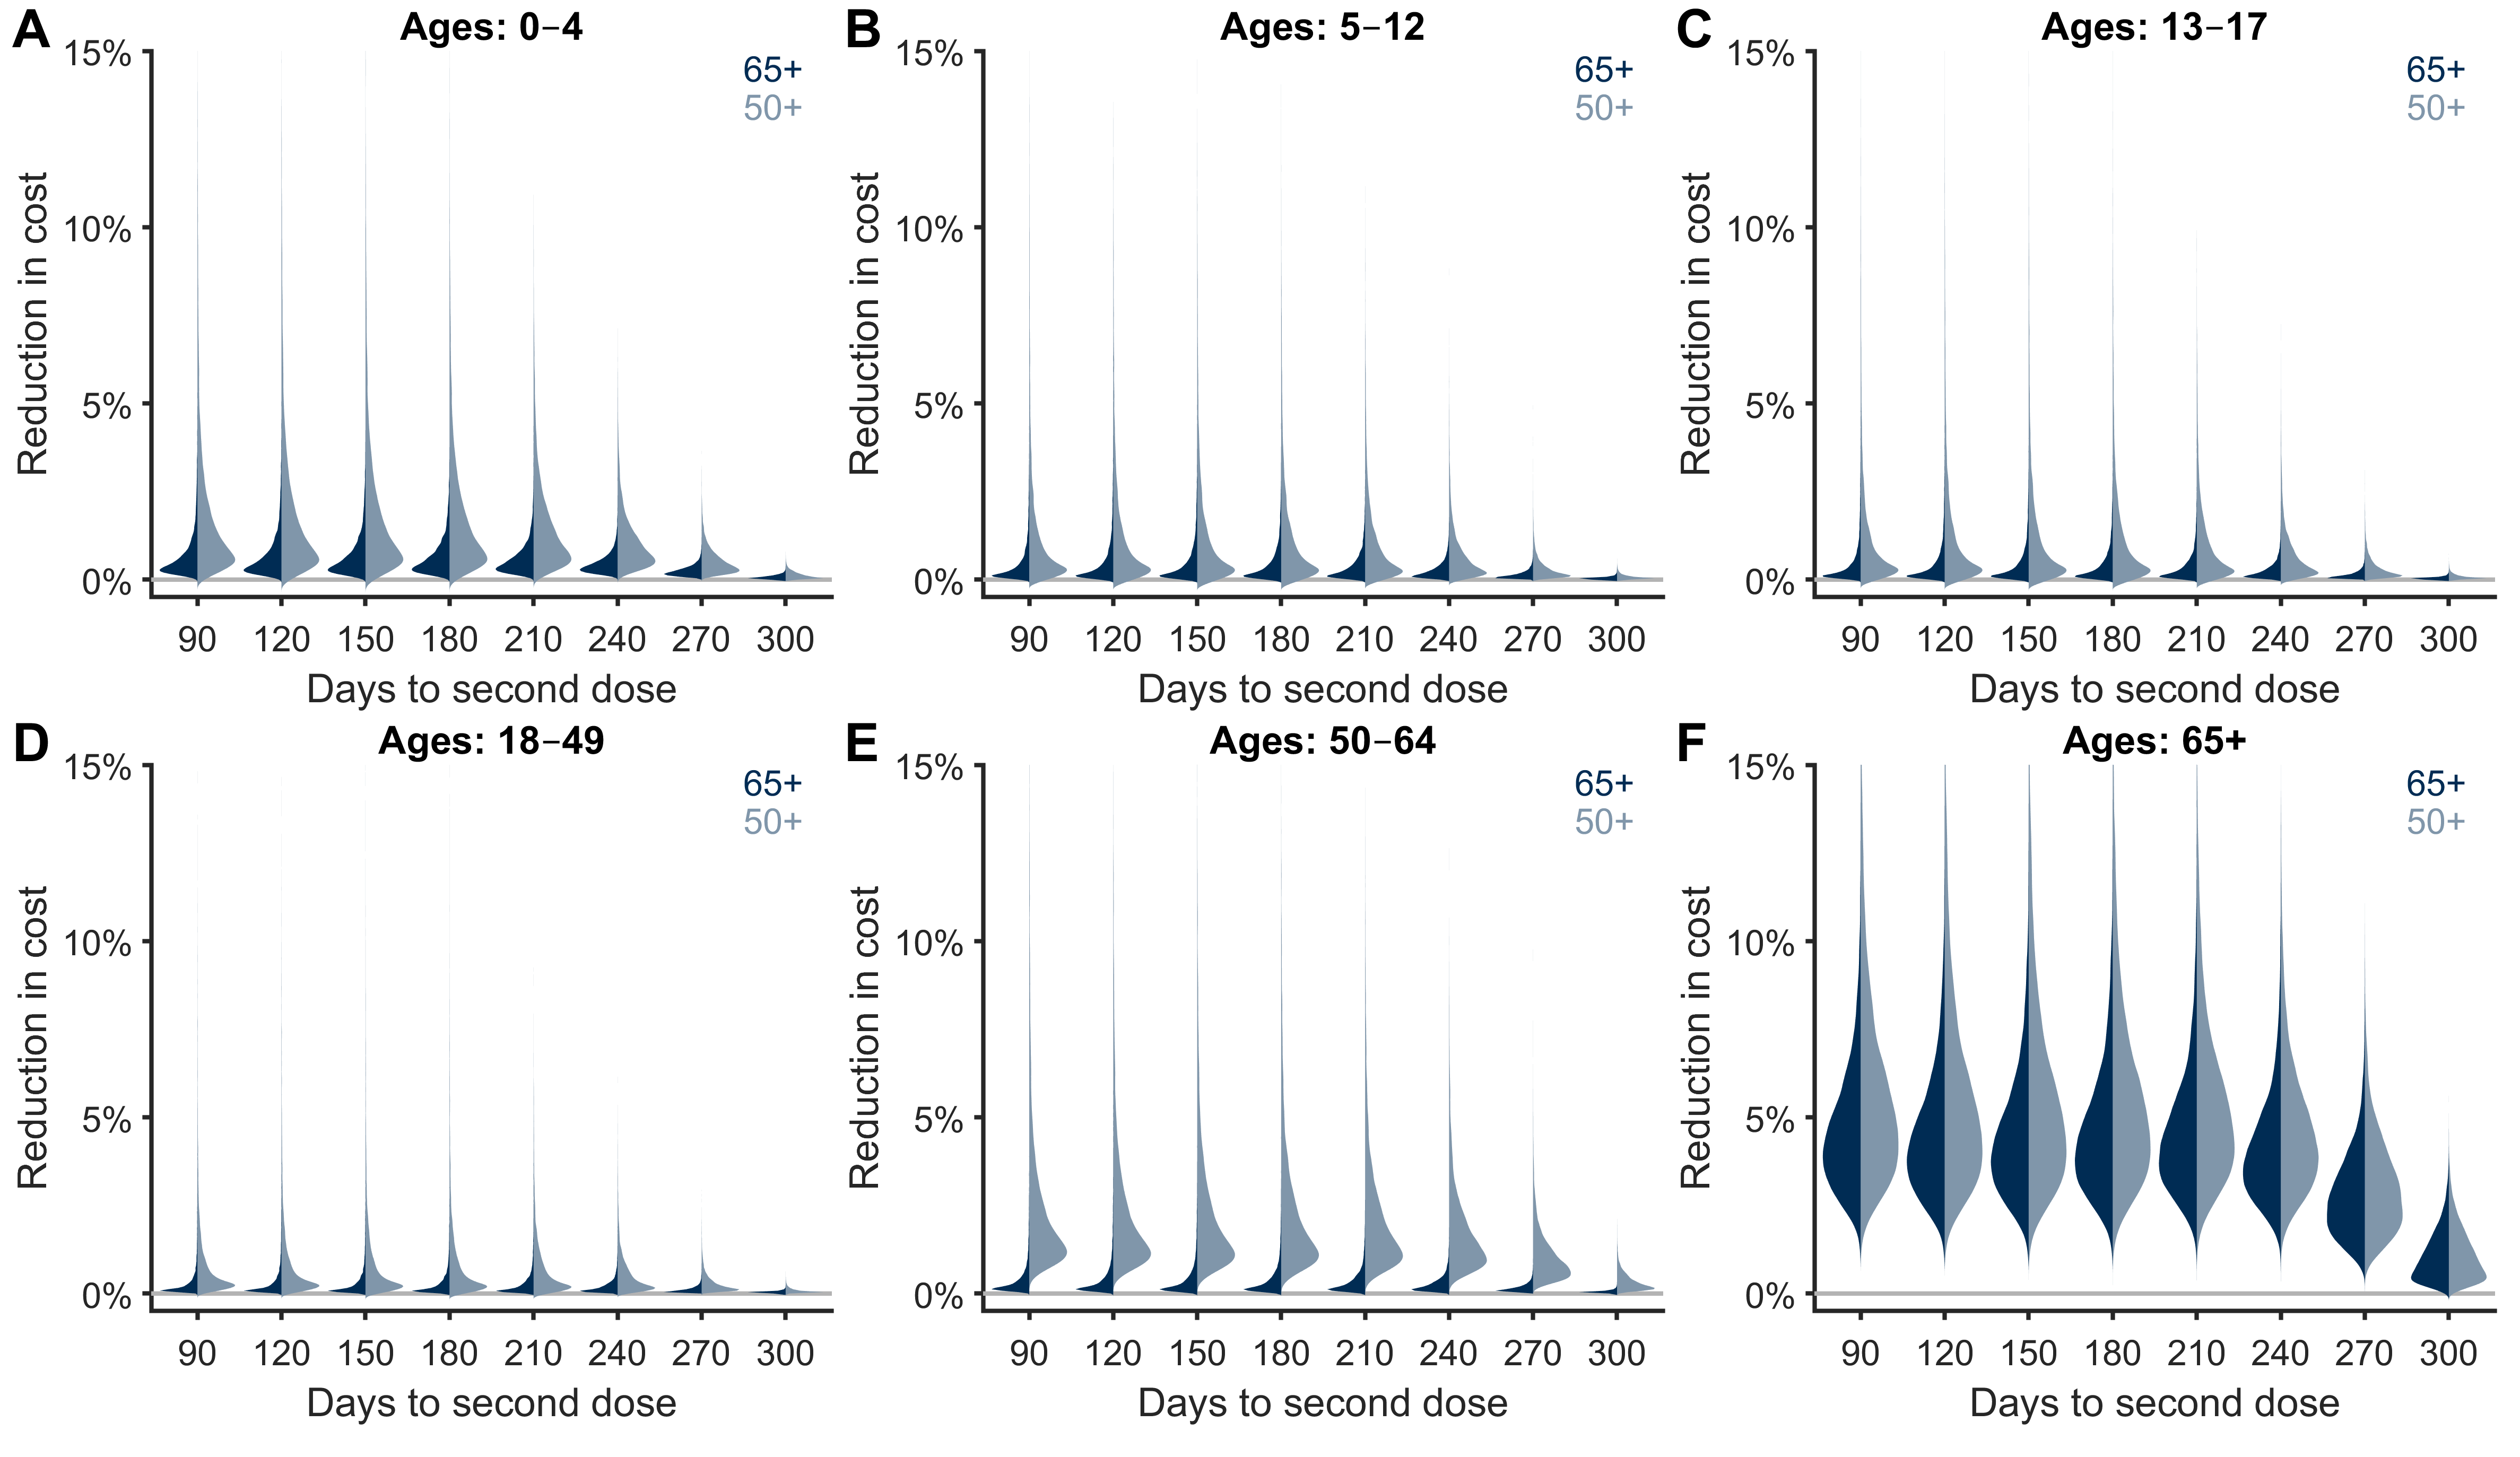 A Ages: 0–4
15%
10%
5%
0%
Reduction in cost
65+
50+
90 120 150 180 210 240 270 300
Days to second dose
B Ages: 5–12
15%
10%
5%
0%
Reduction in cost
65+
50+
90 120 150 180 210 240 270 300
Days to second dose
C Ages: 13–17
15%
10%
5%
0%
Reduction in cost
65+
50+
90 120 150 180 210 240 270 300
Days to second dose
D Ages: 18–49
15%
10%
5%
0%
Reduction in cost
65+
50+
90 120 150 180 210 240 270 300
Days to second dose
E Ages: 50–64
15%
10%
5%
0%
Reduction in cost
65+
50+
90 120 150 180 210 240 270 300
Days to second dose
F Ages: 65+
15%
10%
5%
0%
Reduction in cost
65+
50+
90 120 150 180 210 240 270 300
Days to second dose